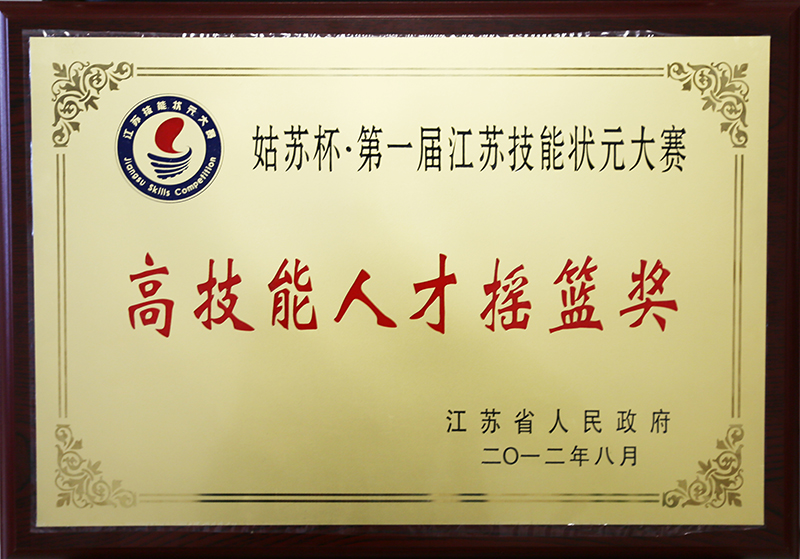 江苏技能状元大赛
Jiangsu Skills Competition
姑苏杯·第一届江苏技能状元大赛
高技能人才摇篮奖
江苏省人民政府
二〇一二年八月